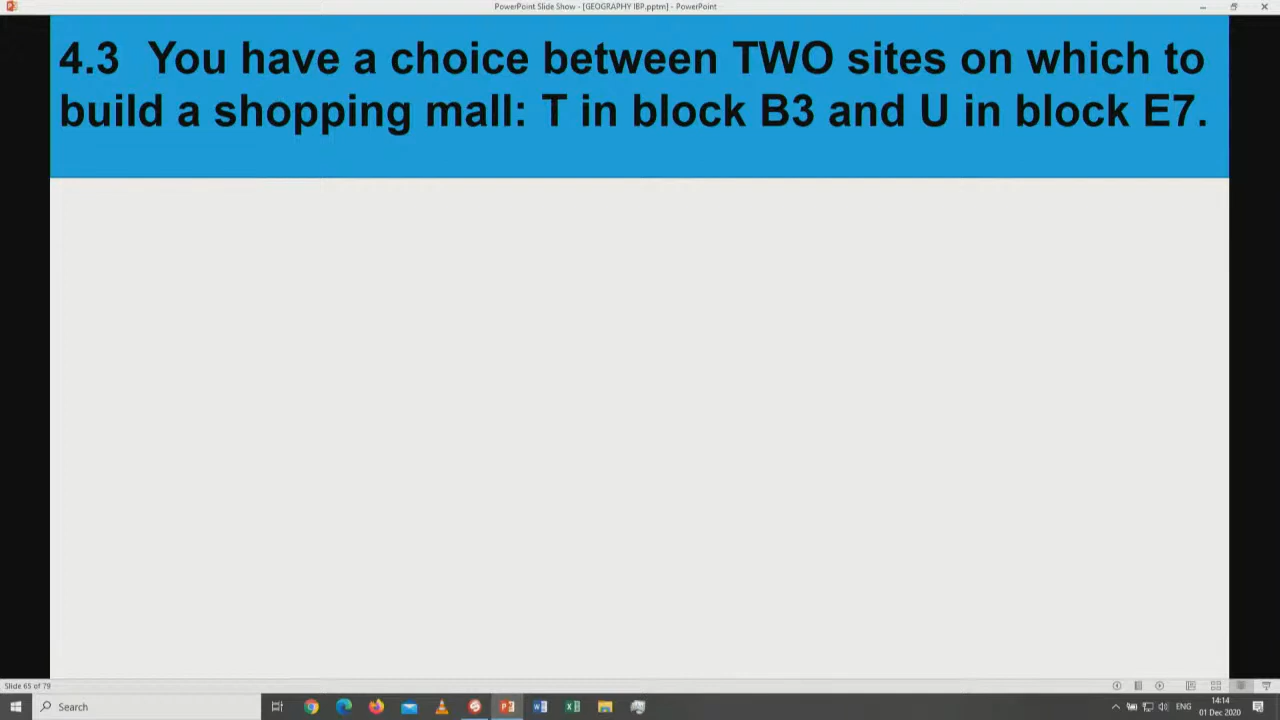 PowerPoint Slide Show - [GEOGRAPHY IBP.pptm] - PowerPoint
4.3 You have a choice between TWO sites on which to
build a shopping mall: T in block B3 and U in block E7.
Slide 65 of 79
Search
ENG
14:14
01 Dec 2020